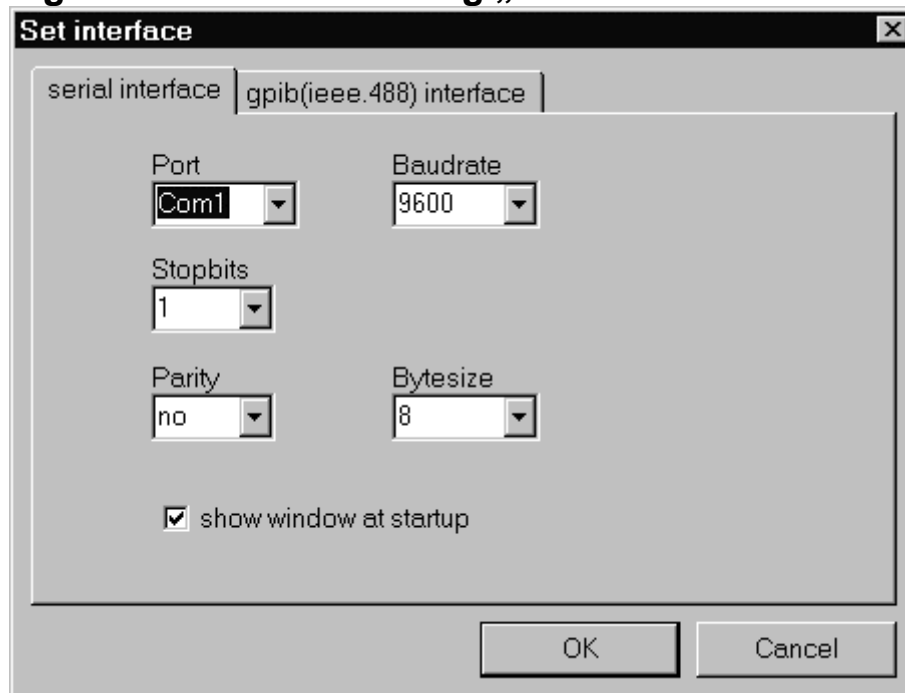 Set interface
serial interface gpib(ieee.488) interface
Port Baudrate
Com1 9600
Stopbits
1
Parity Bytesize
no 8
show window at startup
OK Cancel